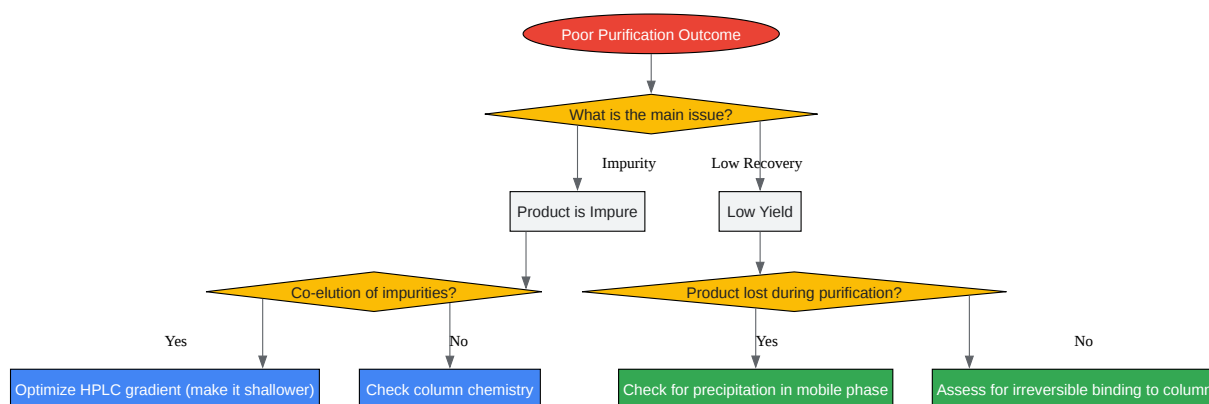 Poor Purification Outcome
What is the main issue?
Impurity
Low Recovery
Product is Impure
Low Yield
Co-elution of impurities?
Product lost during purification?
Yes
No
Yes
No
Optimize HPLC gradient (make it shallower)
Check column chemistry
Check for precipitation in mobile phase
Assess for irreversible binding to column